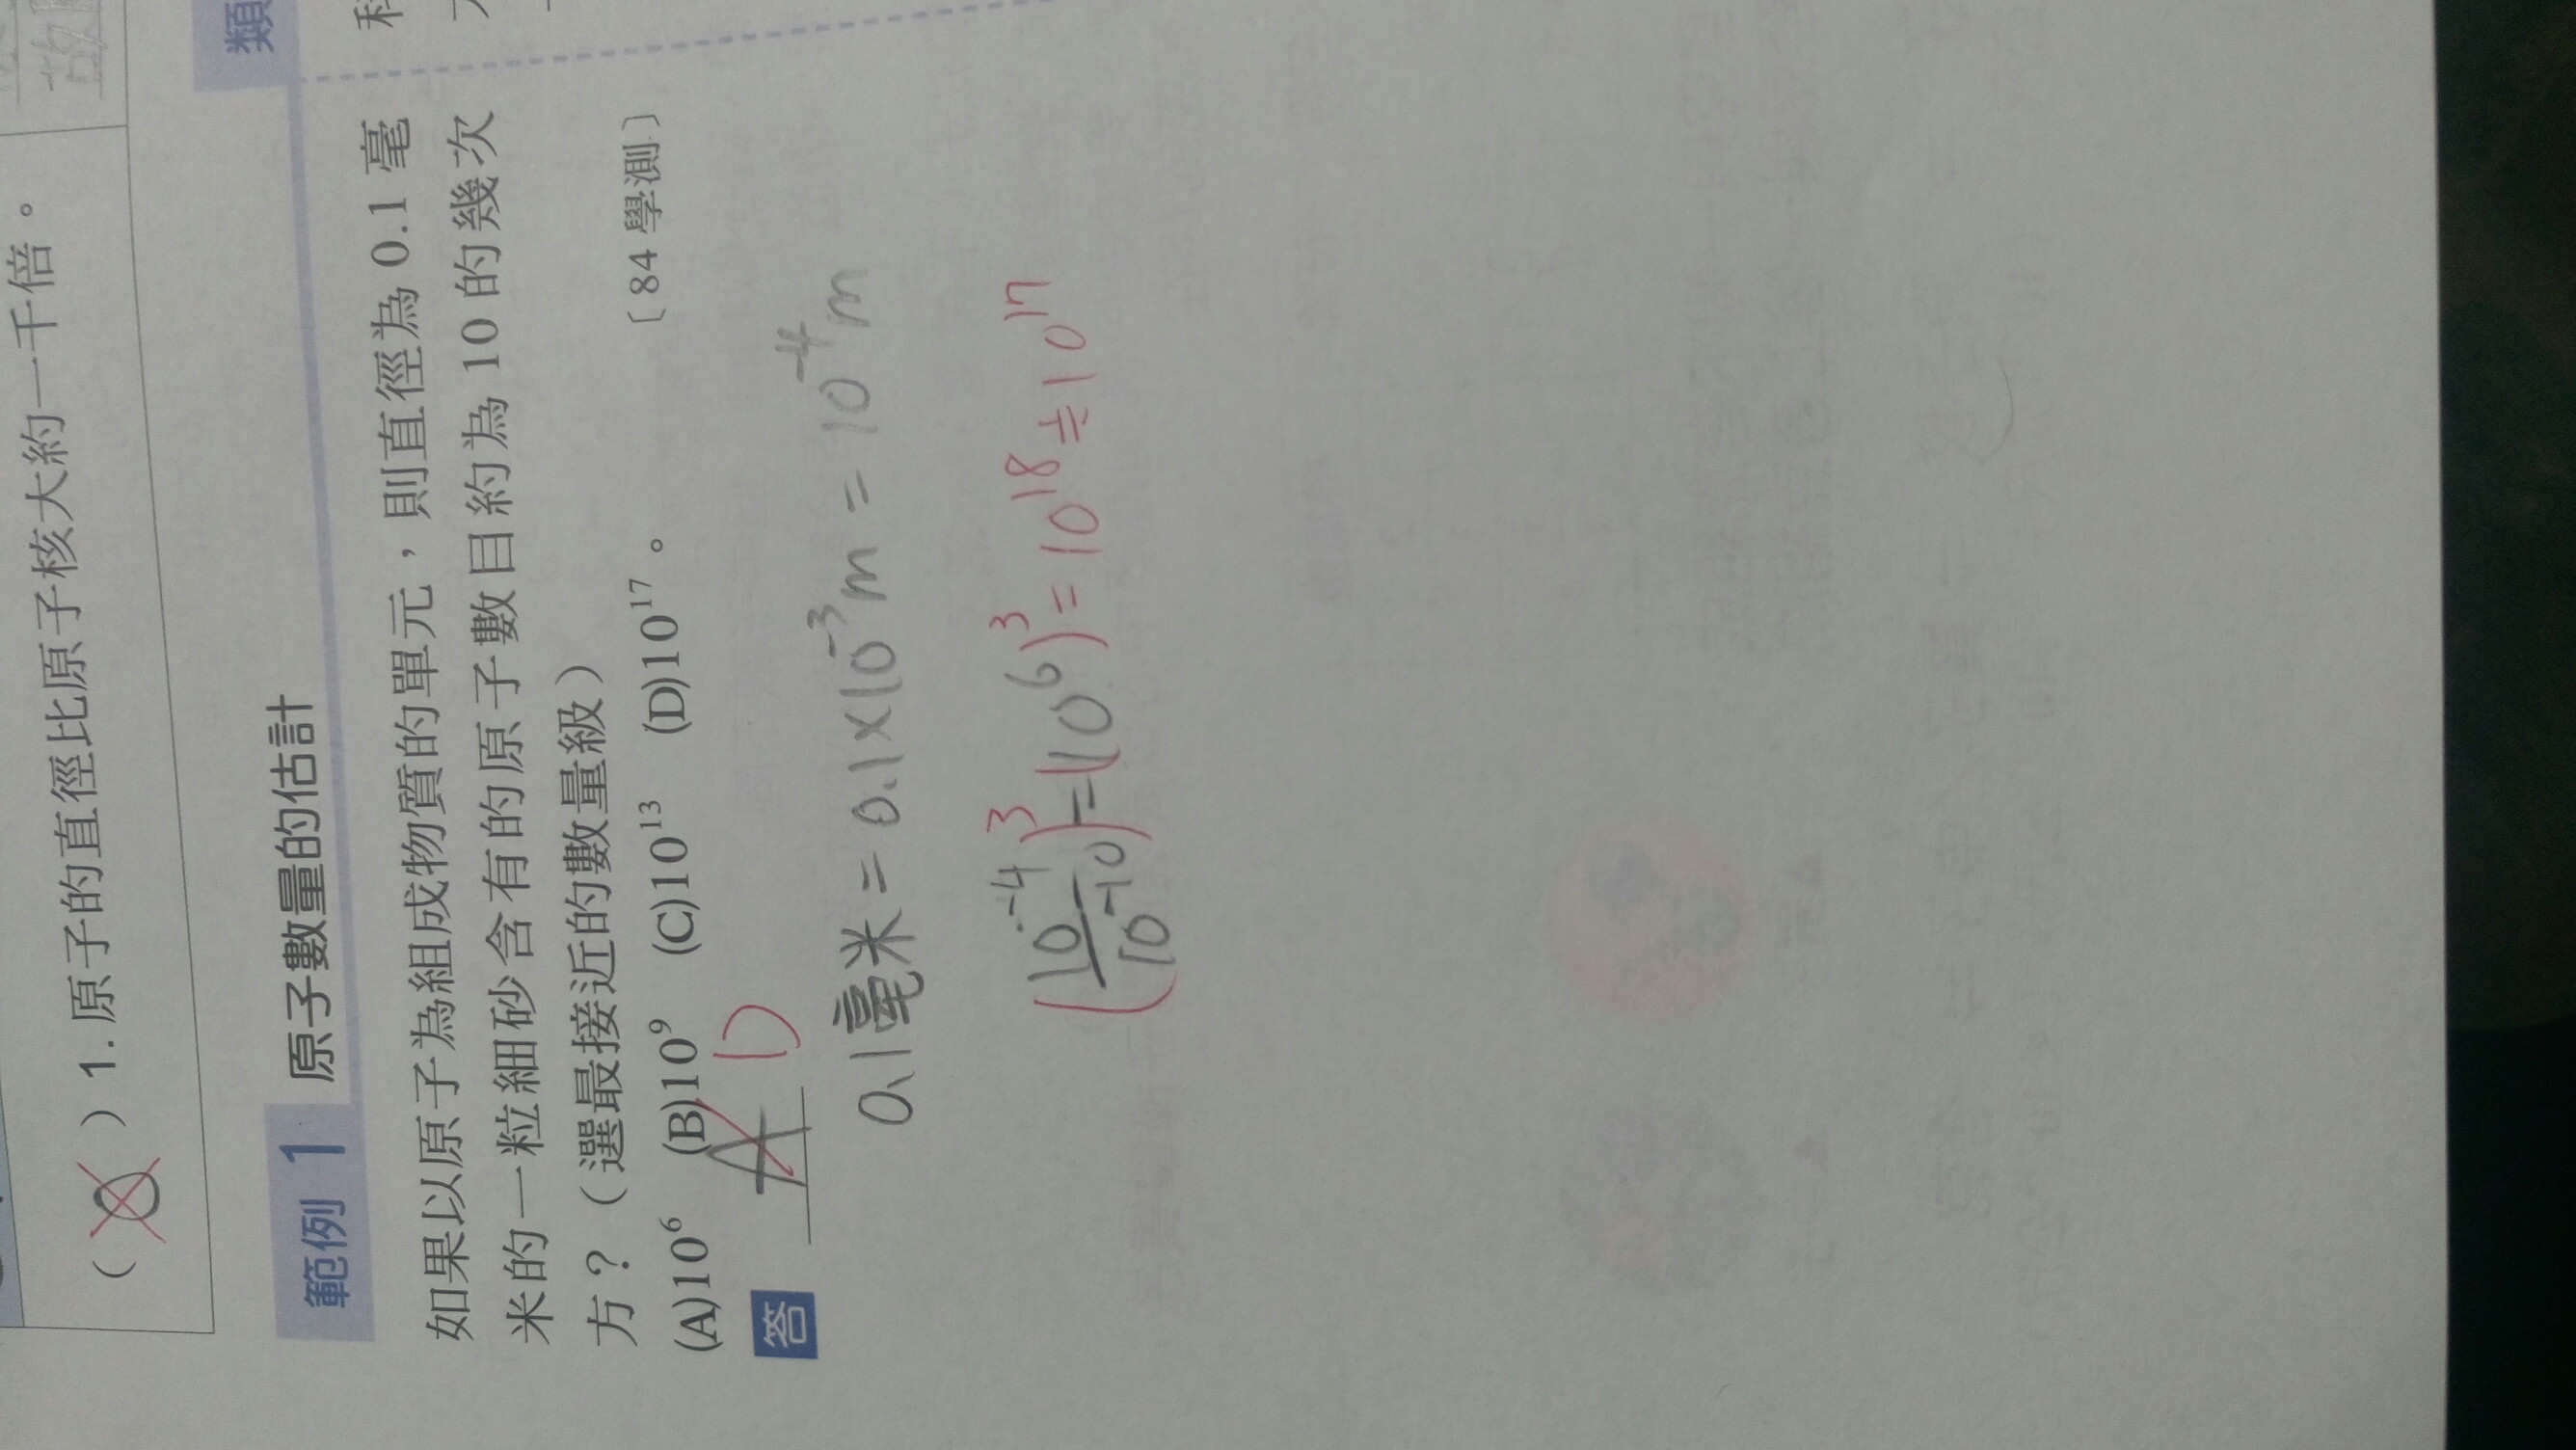 故
(O) 1. 原子的直徑比原子核大約一千倍。
範例 1 原子數量的估計
類
如果以原子為組成物質的單元，則直徑為 0.1 毫
米的一粒細砂含有的原子數目約為 10 的幾次
方？（選最接近的數量級）
(A)10⁶ (B)10⁹ (C)10¹³ (D)10¹⁷。 〔84 學測〕
答 A D
0.1毫米 = 0.1×10⁻³m = 10⁻⁴m
(10⁻⁴/10⁻¹⁰)³ = (10⁶)³ = 10¹⁸ ≒ 10¹⁷